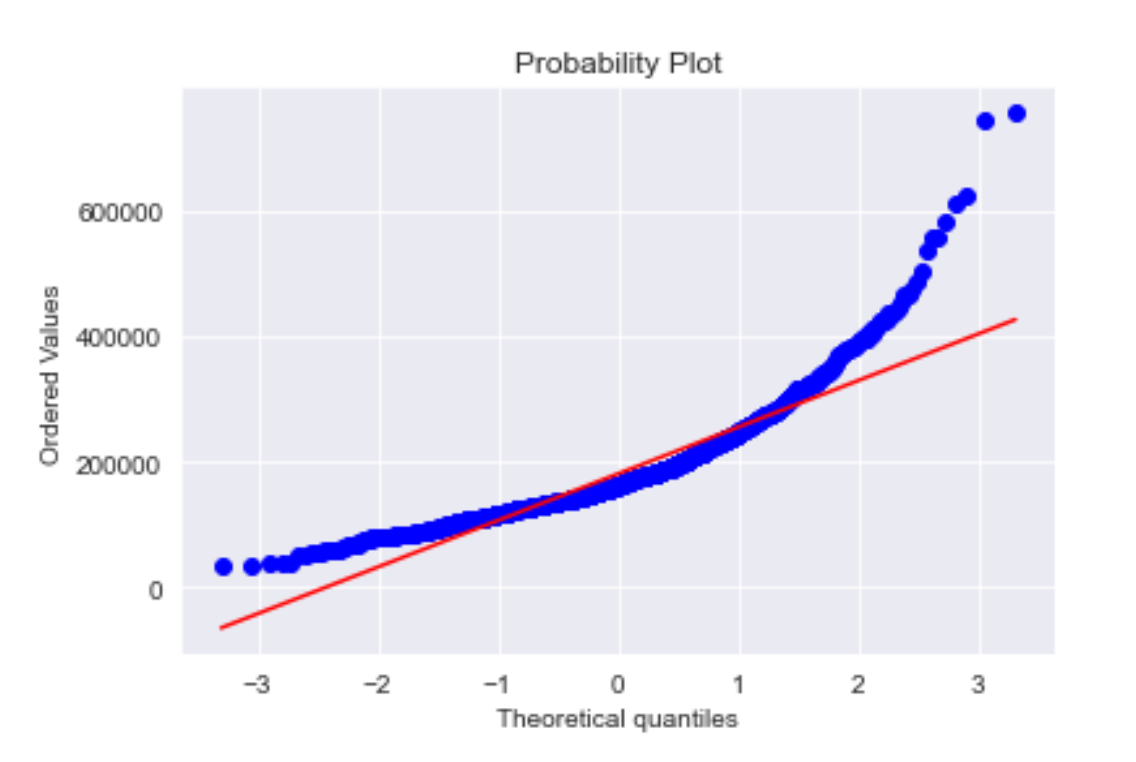 Probability Plot
600000
400000
200000
0
Ordered Values
−3 −2 −1 0 1 2 3
Theoretical quantiles